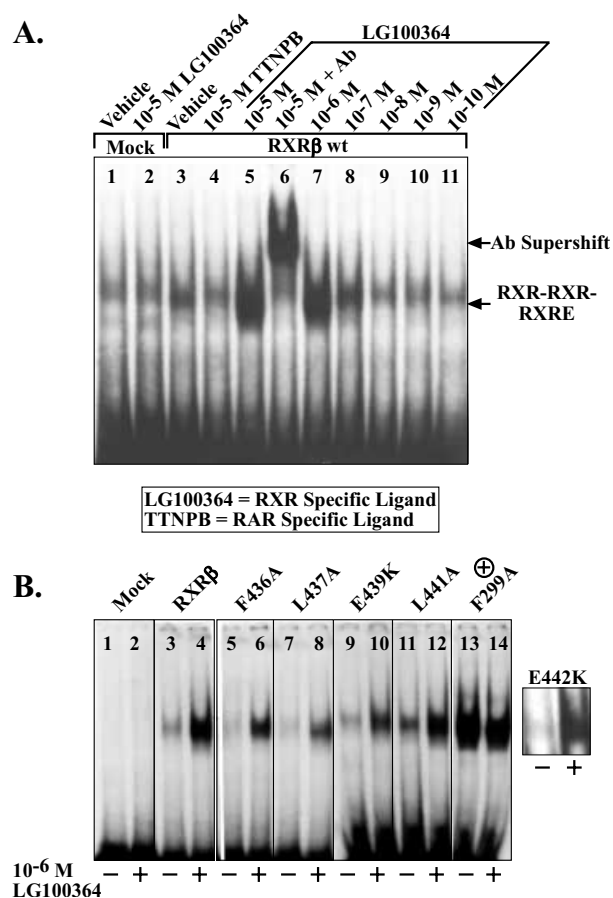 A.
LG100364
Vehicle
10-5 M LG100364
Vehicle
10-5 M TTNPB
10-5 M
10-5 M + Ab
10-6 M
10-7 M
10-8 M
10-9 M
10-10 M
Mock RXRβ wt
1 2 3 4 5 6 7 8 9 10 11
Ab Supershift
RXR-RXR-
RXRE
LG100364 = RXR Specific Ligand
TTNPB = RAR Specific Ligand
B.
Mock
RXRβ
F436A
L437A
E439K
L441A
F299A
⊕
1 2 3 4 5 6 7 8 9 10 11 12 13 14
E442K
− +
10-6 M
LG100364
− + − + − + − + − + − + − +